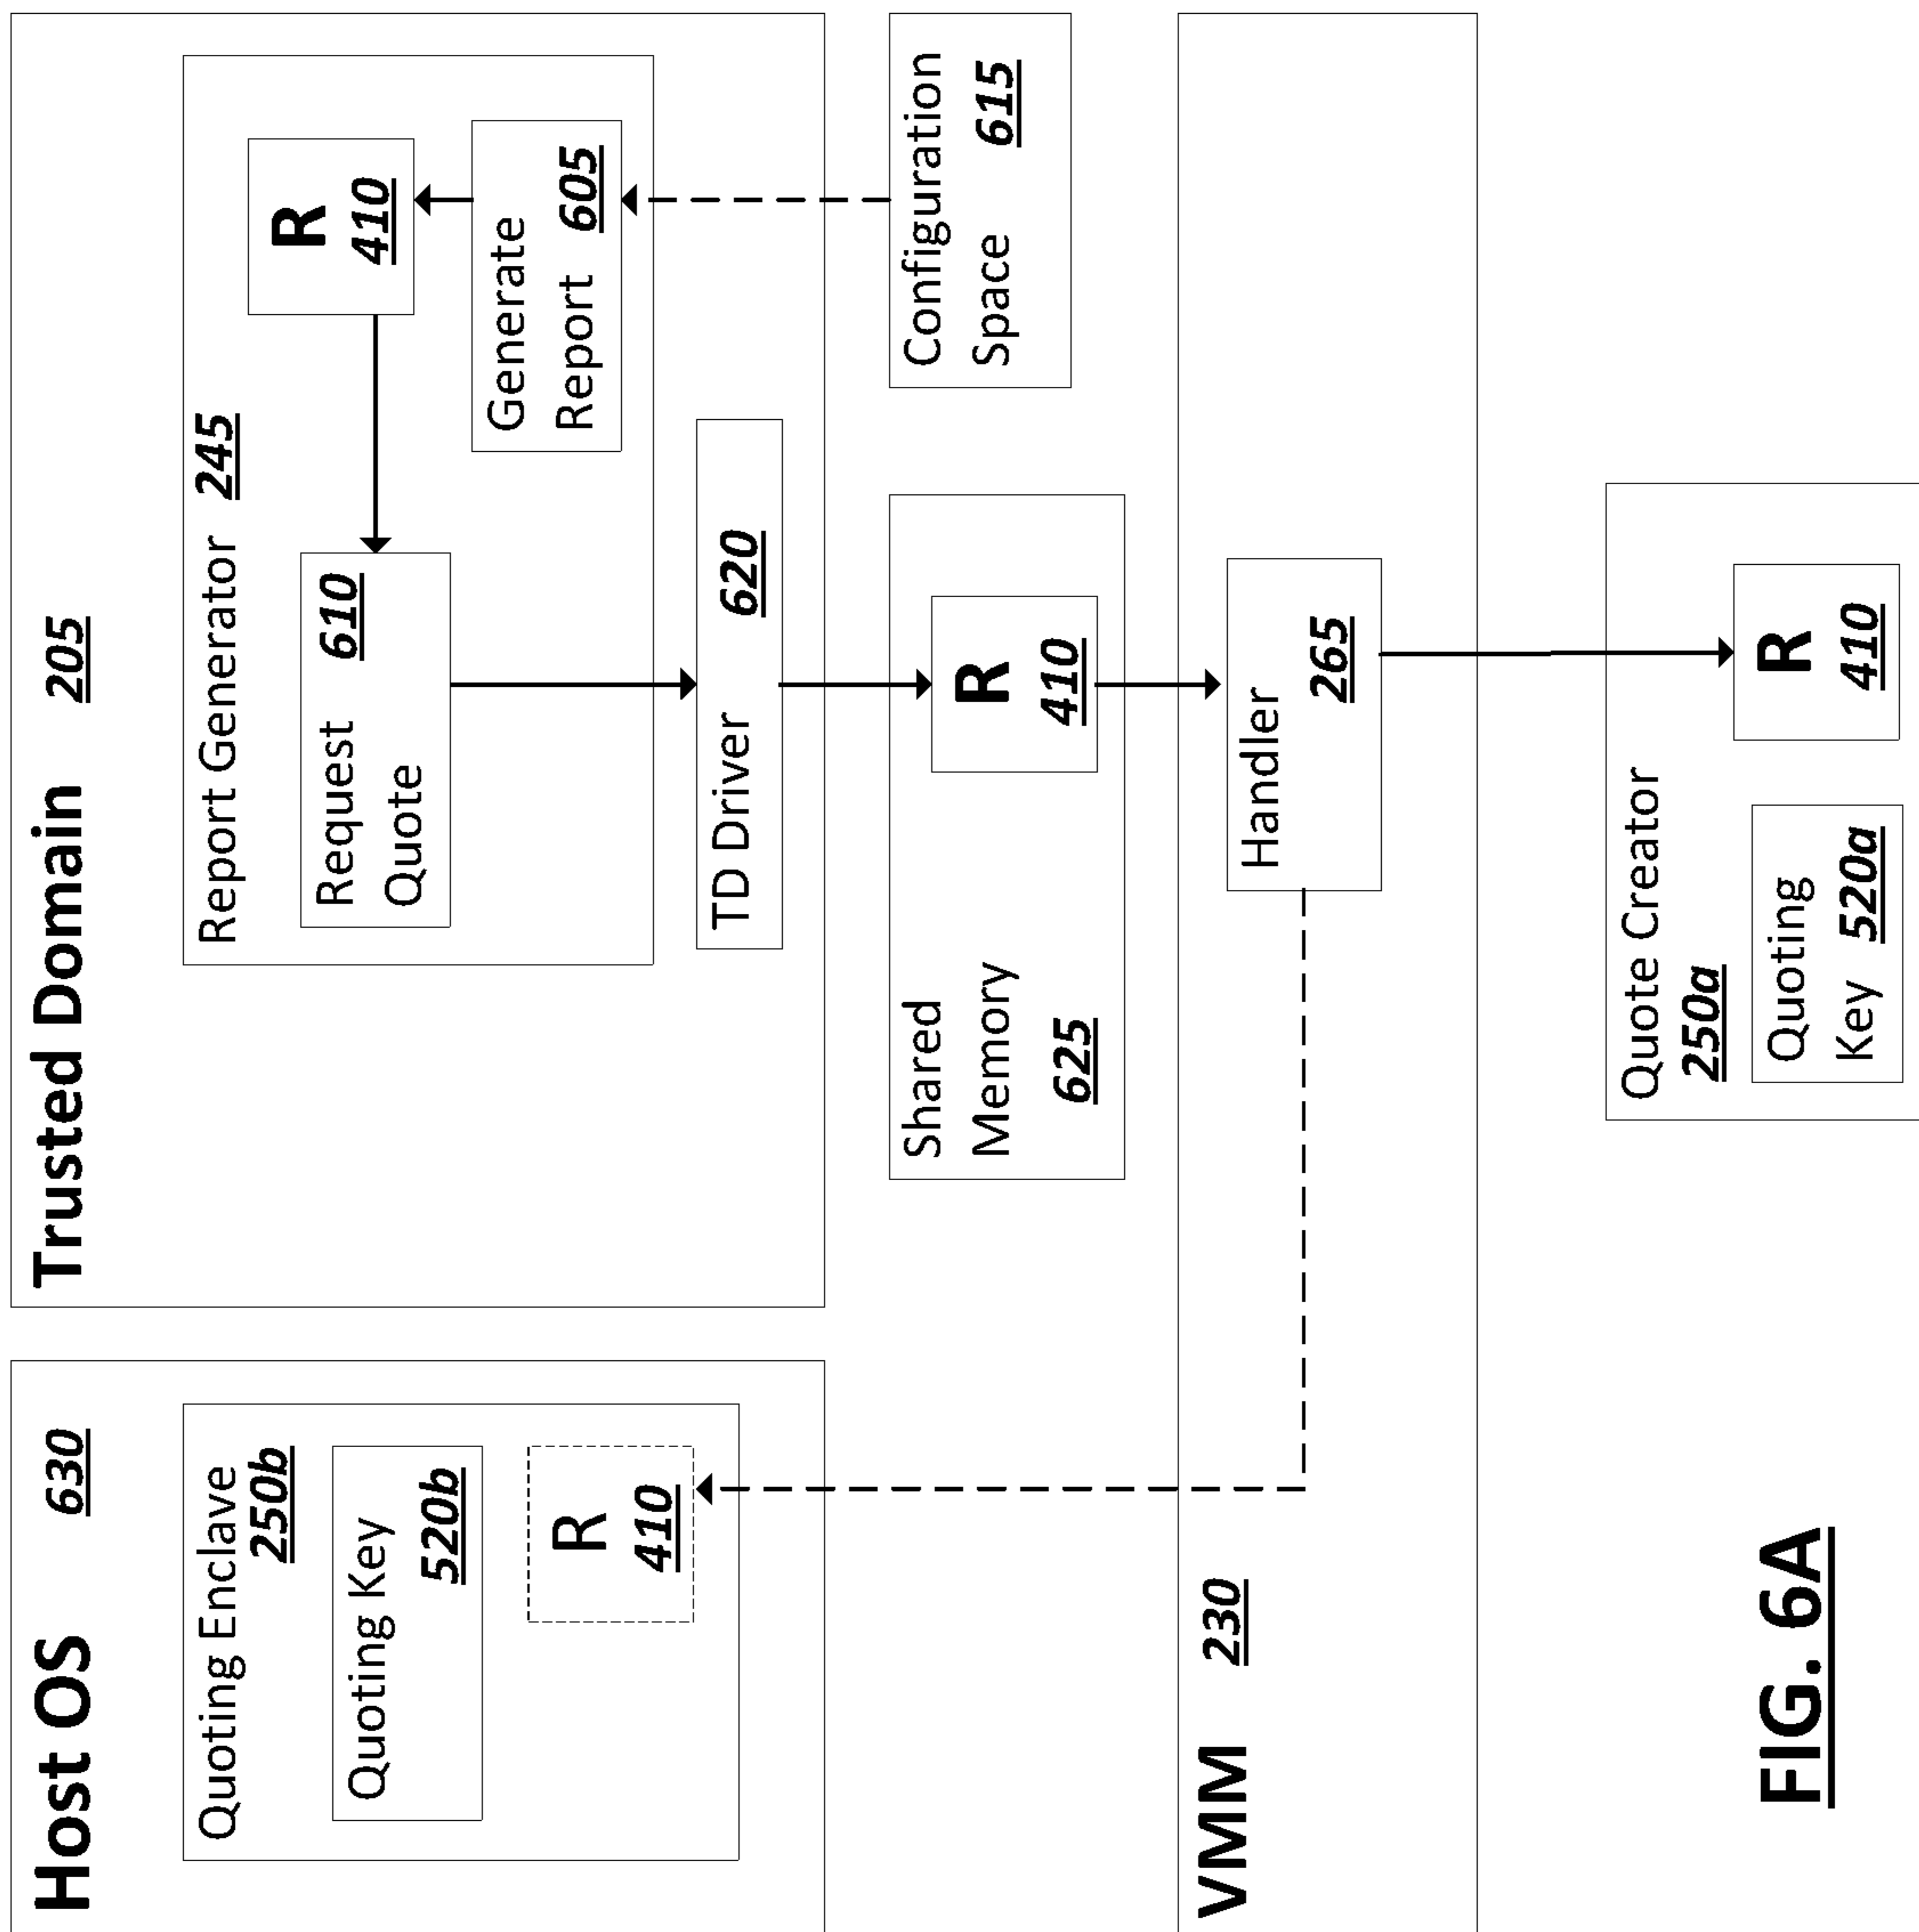 Host OS 630
Quoting Enclave
250b
Quoting Key
520b
R
410
Trusted Domain 205
Report Generator 245
Request
610
Quote
R
410
Generate
Report 605
TD Driver 620
Shared
Memory
625
R
410
Configuration
Space 615
VMM 230
Handler
265
Quote Creator
250a
Quoting
Key 520a
R
410
FIG. 6A